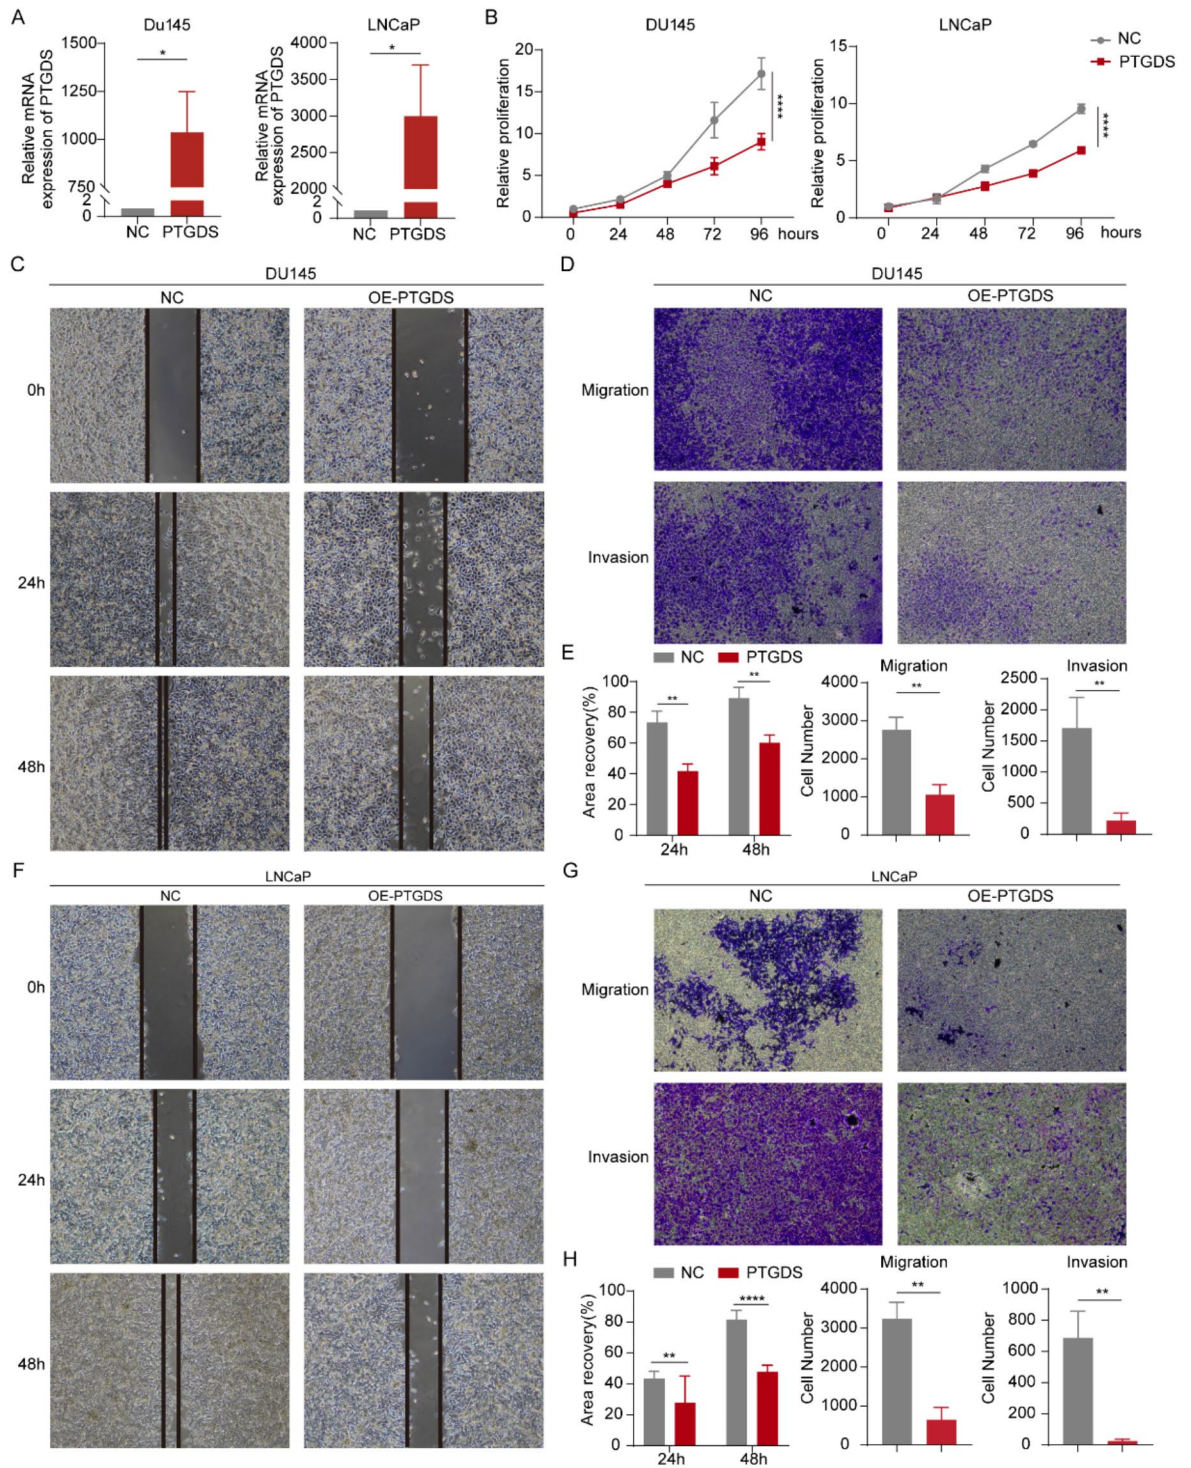 A
Du145
LNCaP
Relative mRNA
expression of PTGDS
1500
1250
1000
750
2
0
*
NC
PTGDS
Relative mRNA
expression of PTGDS
4000
3500
3000
2500
2000
2
0
*
NC
PTGDS
B
DU145
LNCaP
NC
PTGDS
Relative proliferation
20
15
10
5
0
****
0 24 48 72 96 hours
Relative proliferation
15
10
5
0
****
0 24 48 72 96 hours
C
DU145
NC
OE-PTGDS
0h
24h
48h
D
DU145
NC
OE-PTGDS
Migration
Invasion
E
NC
PTGDS
Area recovery(%)
100
80
60
40
20
0
**
**
24h
48h
Migration
Cell Number
4000
3000
2000
1000
0
**
Invasion
Cell Number
2500
2000
1500
1000
500
0
**
F
LNCaP
NC
OE-PTGDS
0h
24h
48h
G
LNCaP
NC
OE-PTGDS
Migration
Invasion
H
NC
PTGDS
Area recovery(%)
100
80
60
40
20
0
**
****
24h
48h
Migration
Cell Number
4000
3000
2000
1000
0
**
Invasion
Cell Number
1000
800
600
400
200
0
**